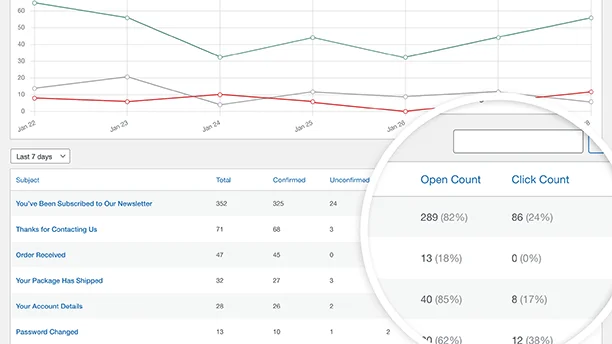 60
50
40
30
20
10
0
Jan 22 Jan 23 Jan 24 Jan 25 Jan 26 8
Last 7 days
Subject Total Confirmed Unconfirmed Open Count Click Count
You've Been Subscribed to Our Newsletter 352 325 24 289 (82%) 86 (24%)
Thanks for Contacting Us 71 68 3 13 (18%) 0 (0%)
Order Received 47 45 0 40 (85%) 8 (17%)
Your Package Has Shipped 32 27 3 (62%) 12 (38%)
Your Account Details 28 26 2
Password Changed 13 10 1 2